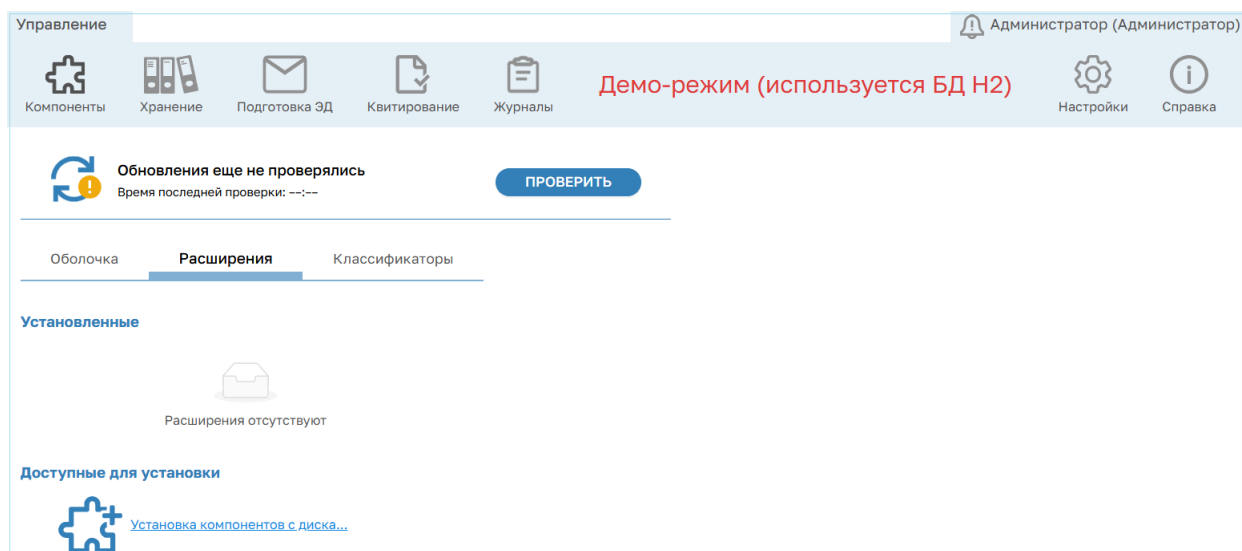 Управление
Администратор (Администратор)
Компоненты
Хранение
Подготовка ЭД
Квитирование
Журналы
Демо-режим (используется БД H2)
Настройки
Справка
Обновления еще не проверялись
Время последней проверки: --:--
ПРОВЕРИТЬ
Оболочка
Расширения
Классификаторы
Установленные
Расширения отсутствуют
Доступные для установки
Установка компонентов с диска...